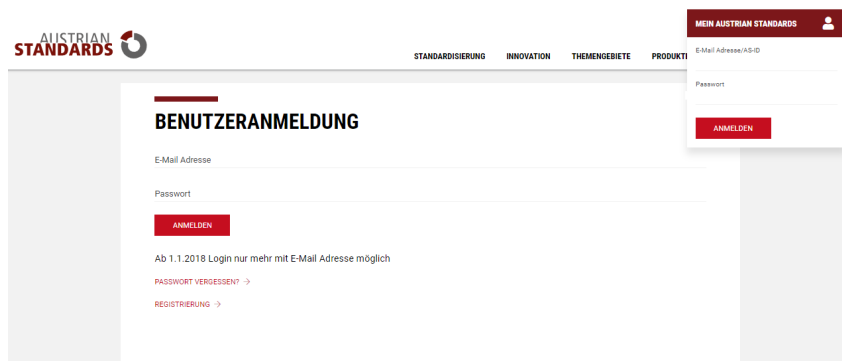 AUSTRIAN
STANDARDS
STANDARDISIERUNG INNOVATION THEMENGEBIETE PRODUKT
MEIN AUSTRIAN STANDARDS
E-Mail Adresse/AS-ID
Passwort
ANMELDEN
BENUTZERANMELDUNG
E-Mail Adresse
Passwort
ANMELDEN
Ab 1.1.2018 Login nur mehr mit E-Mail Adresse möglich
PASSWORT VERGESSEN? →
REGISTRIERUNG →